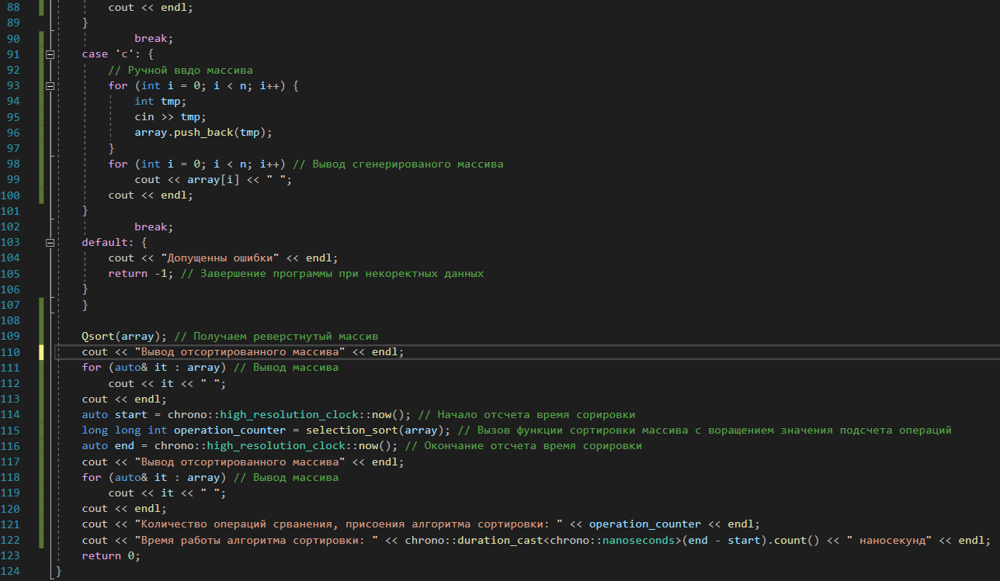 88 cout << endl;
89 }
90 break;
91 case 'c': {
92 // Ручной ввдо массива
93 for (int i = 0; i < n; i++) {
94 int tmp;
95 cin >> tmp;
96 array.push_back(tmp);
97 }
98 for (int i = 0; i < n; i++) // Вывод сгенерированого массива
99 cout << array[i] << " ";
100 cout << endl;
101 }
102 break;
103 default: {
104 cout << "Допущенны ошибки" << endl;
105 return -1; // Завершение программы при некоректных данных
106 }
107 }
108
109 Qsort(array); // Получаем реверстнутый массив
110 cout << "Вывод отсортированного массива" << endl;
111 for (auto& it : array) // Вывод массива
112 cout << it << " ";
113 cout << endl;
114 auto start = chrono::high_resolution_clock::now(); // Начало отсчета время сорировки
115 long long int operation_counter = selection_sort(array); // Вызов функции сортировки массива с воращением значения подсчета операций
116 auto end = chrono::high_resolution_clock::now(); // Окончание отсчета время сорировки
117 cout << "Вывод отсортированного массива" << endl;
118 for (auto& it : array) // Вывод массива
119 cout << it << " ";
120 cout << endl;
121 cout << "Количество операций срванения, присоения алгоритма сортировки: " << operation_counter << endl;
122 cout << "Время работы алгоритма сортировки: " << chrono::duration_cast<chrono::nanoseconds>(end - start).count() << " наносекунд" << endl;
123 return 0;
124 }